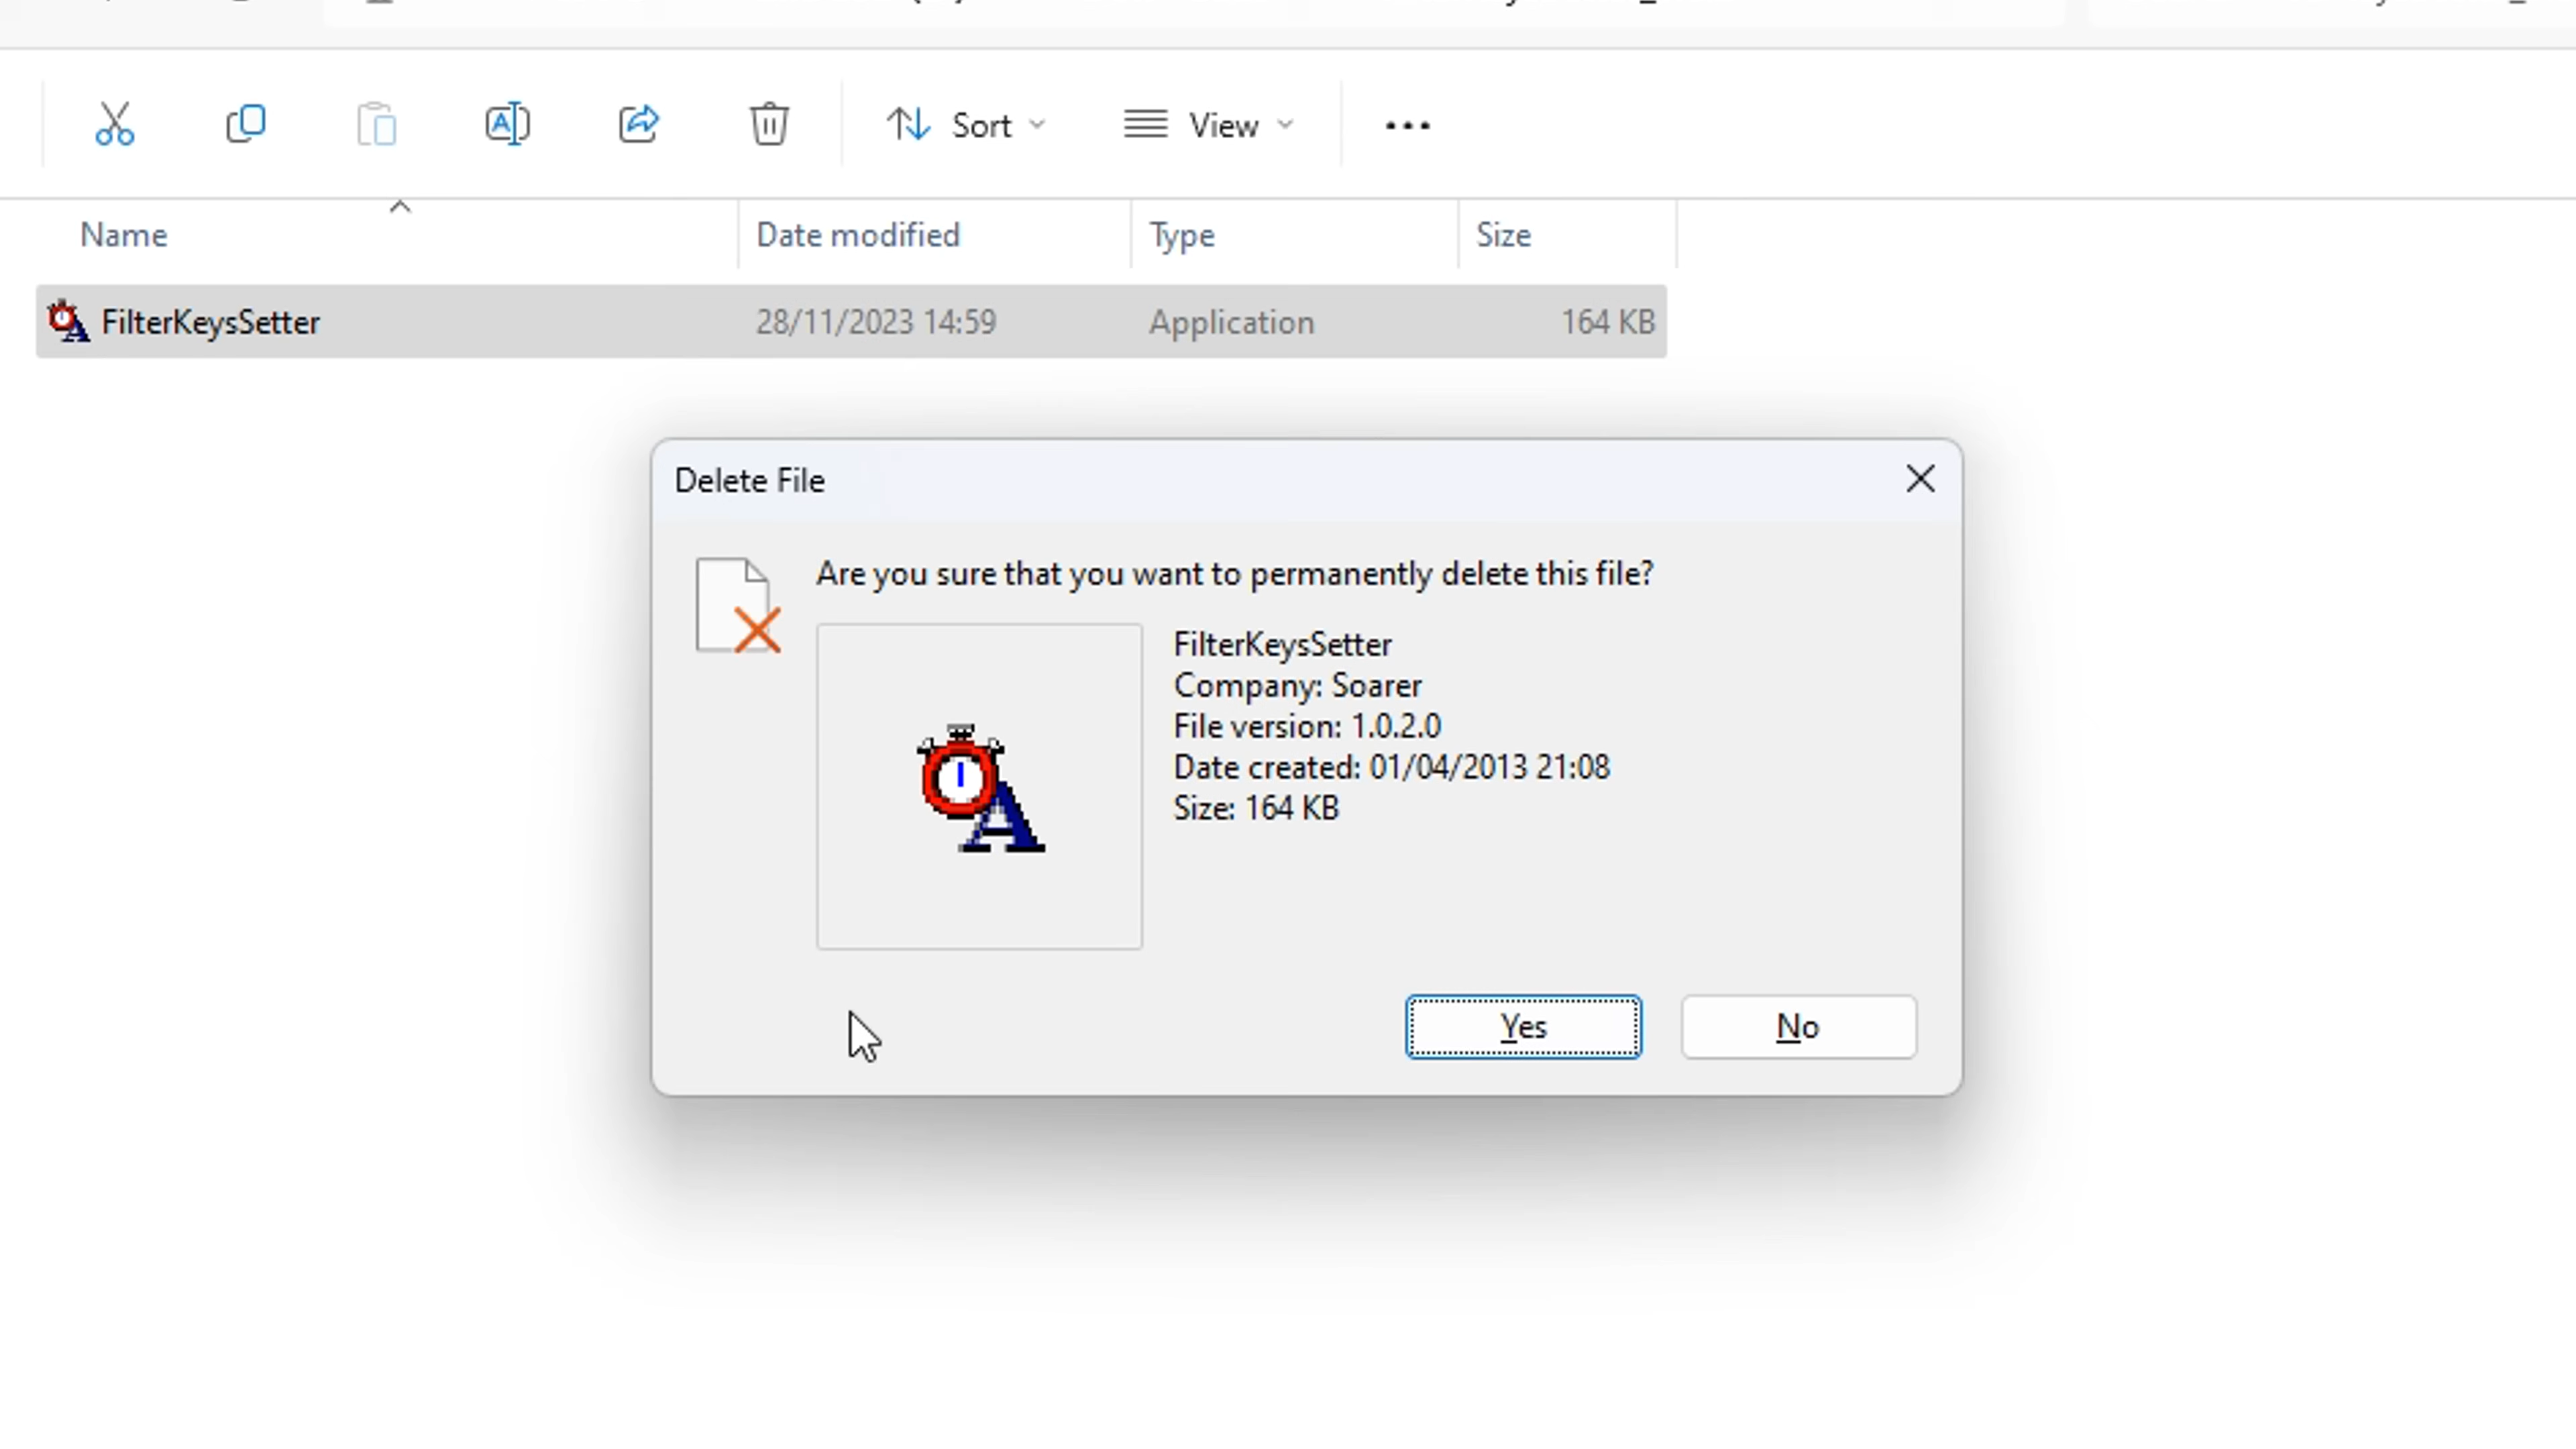 Sort
View
Name
Date modified
Type
Size
FilterKeysSetter
28/11/2023 14:59
Application
164 KB
Delete File
Are you sure that you want to permanently delete this file?
FilterKeysSetter
Company: Soarer
File version: 1.0.2.0
Date created: 01/04/2013 21:08
Size: 164 KB
Yes
No